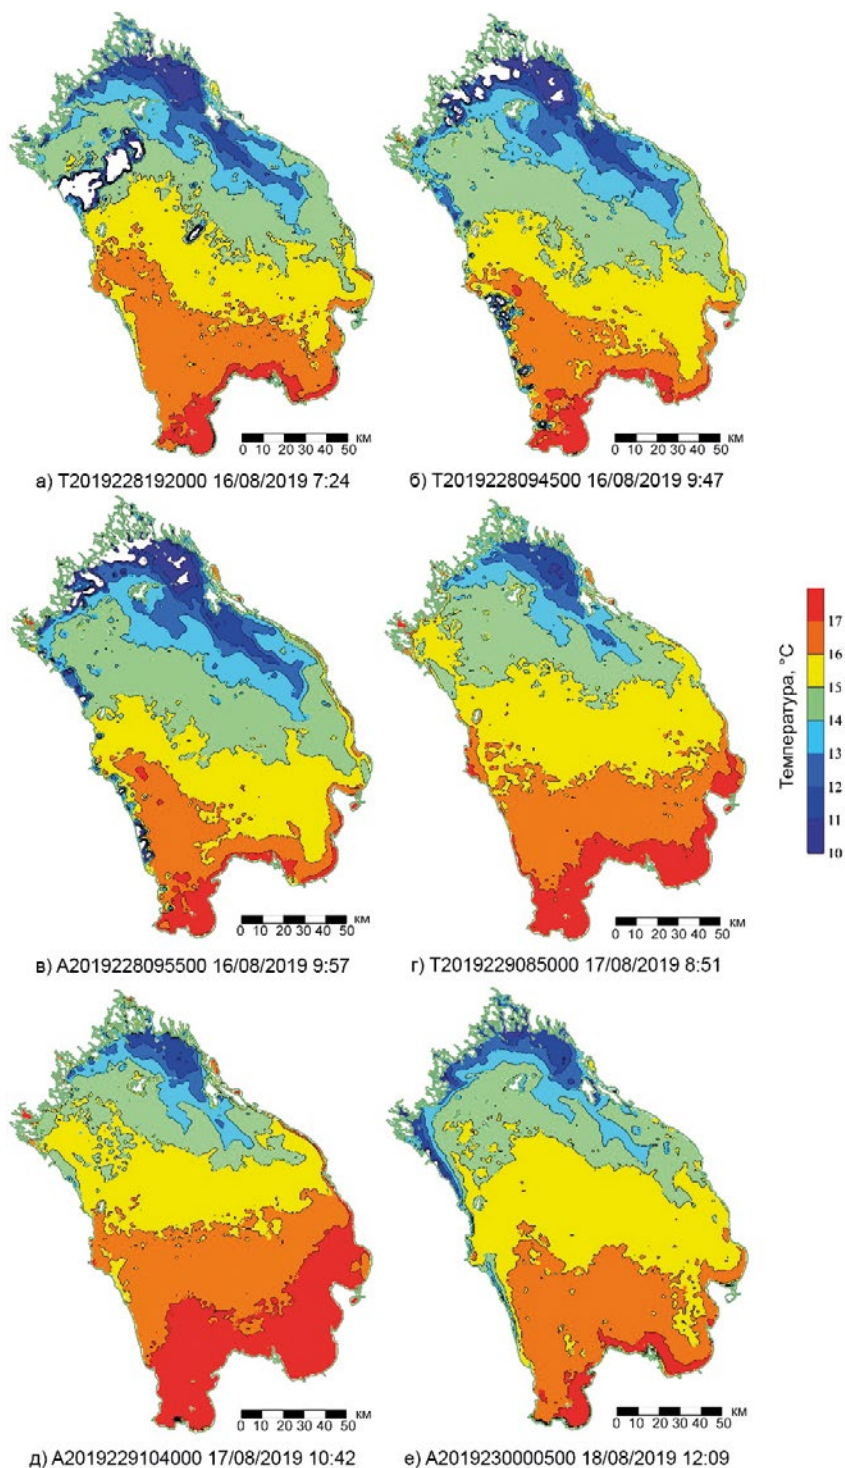 км
0 10 20 30 40 50
км
0 10 20 30 40 50
а) T2019228192000 16/08/2019 7:24
б) T2019228094500 16/08/2019 9:47
км
0 10 20 30 40 50
км
0 10 20 30 40 50
в) A2019228095500 16/08/2019 9:57
г) T2019229085000 17/08/2019 8:51
Температура, °C
17
16
15
14
13
12
11
10
км
0 10 20 30 40 50
км
0 10 20 30 40 50
д) A2019229104000 17/08/2019 10:42
е) A2019230000500 18/08/2019 12:09